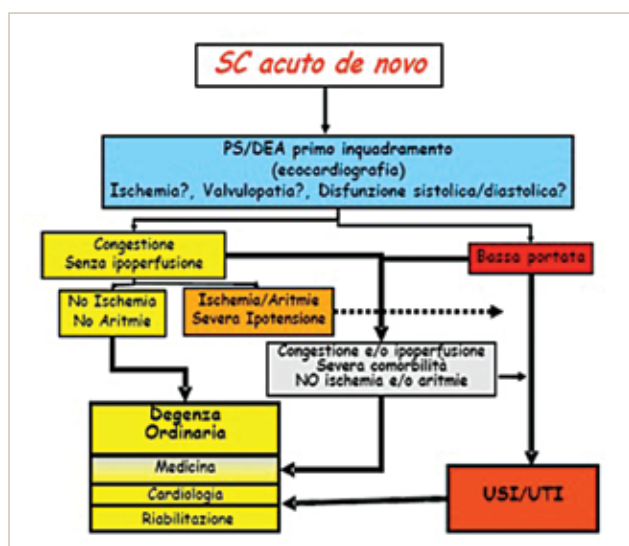 SC acuto de novo
PS/DEA primo inquadramento
(ecocardiografia)
Ischemia?, Valvulopatia?, Disfunzione sistolica/diastolica?
Congestione
Senza ipoperfusione
Bassa portata
No Ischemia
No Aritmie
Ischemia/Aritmie
Severa Ipotensione
Congestione e/o ipoperfusione
Severa comorbilità
NO ischemia e/o aritmie
Degenza
Ordinaria
Medicina
Cardiologia
Riabilitazione
USI/UTI